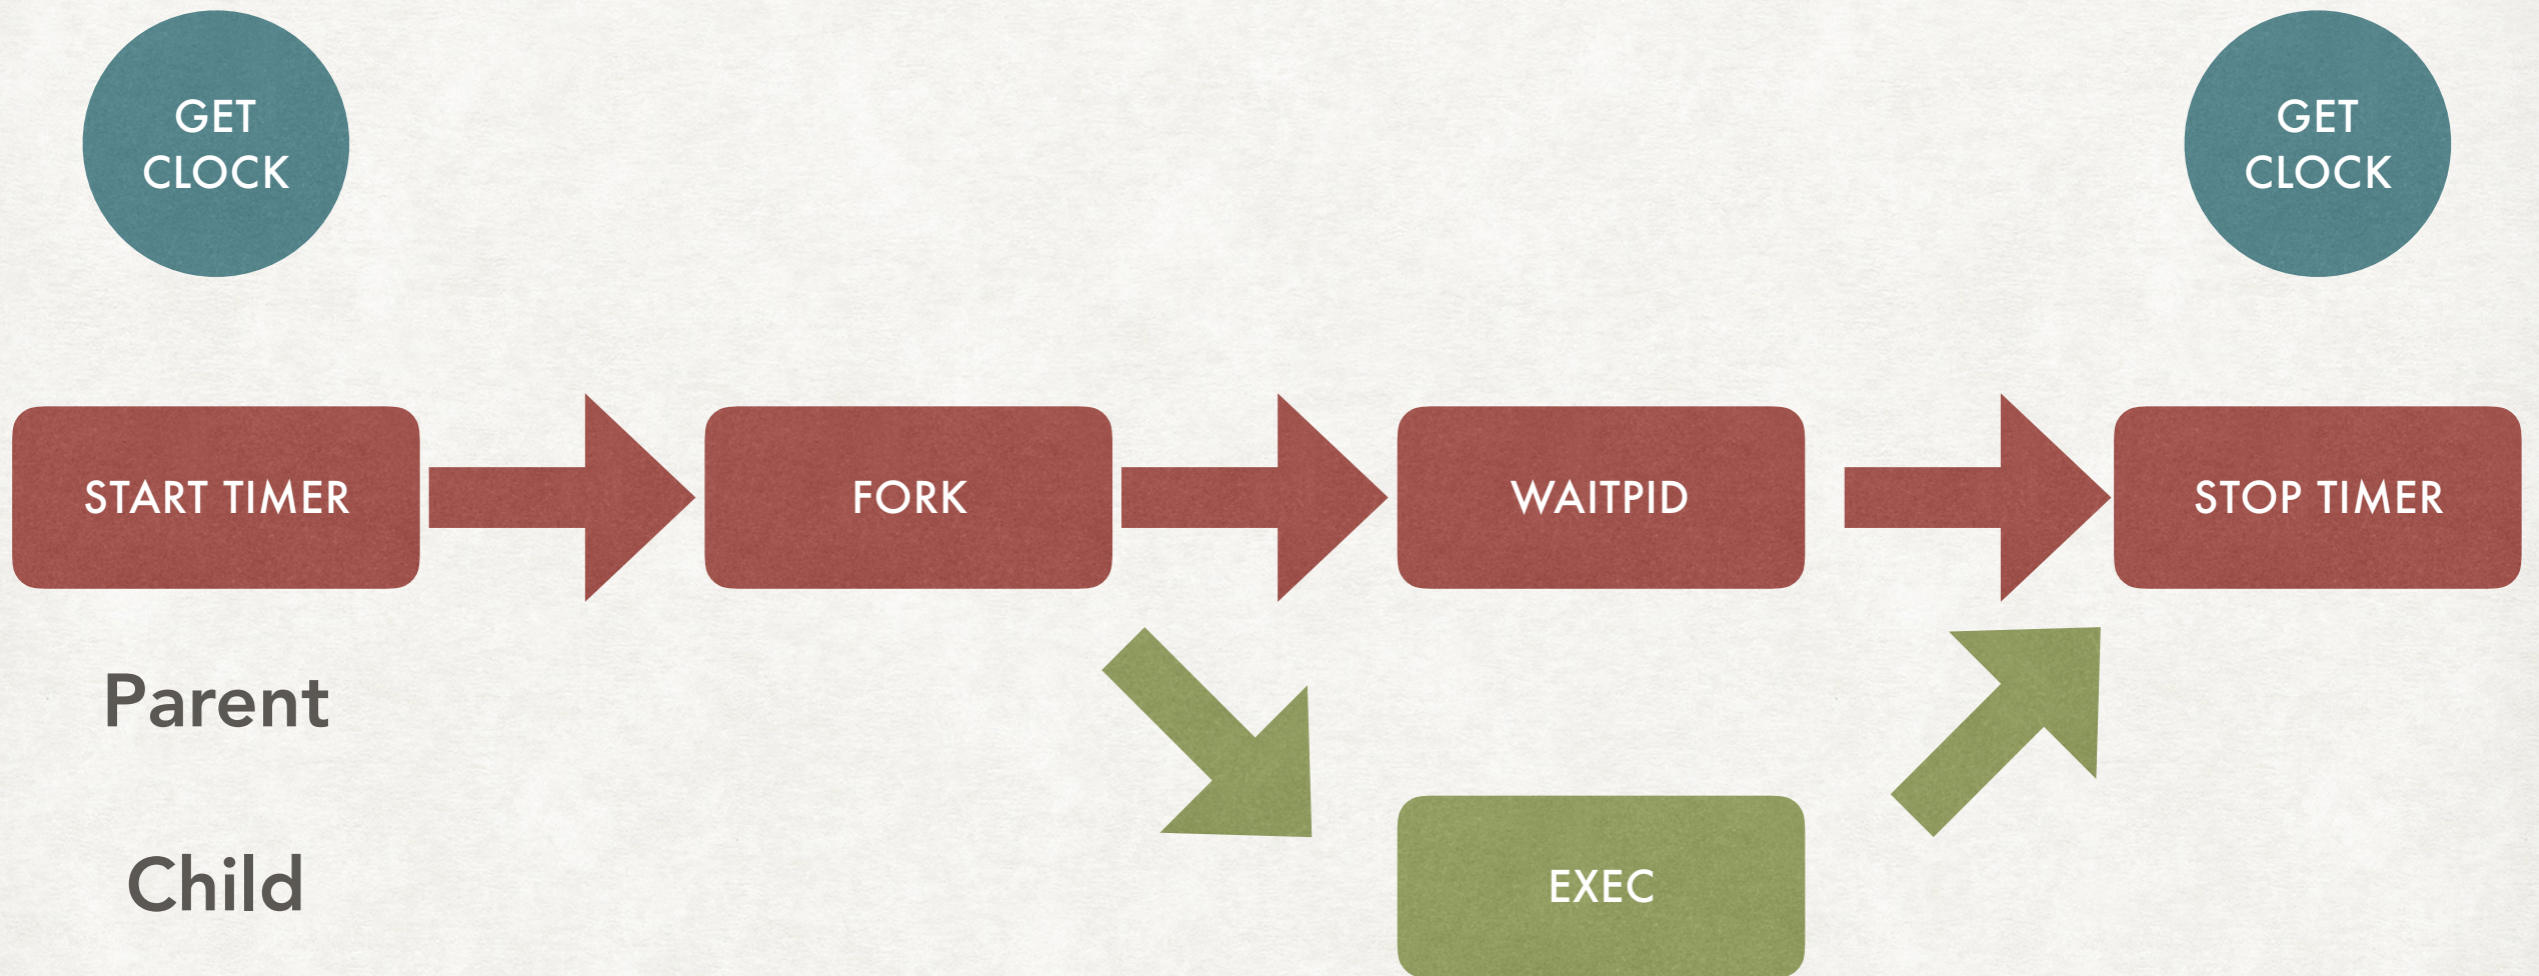 GET
CLOCK
GET
CLOCK
START TIMER
FORK
WAITPID
STOP TIMER
Parent
Child
EXEC